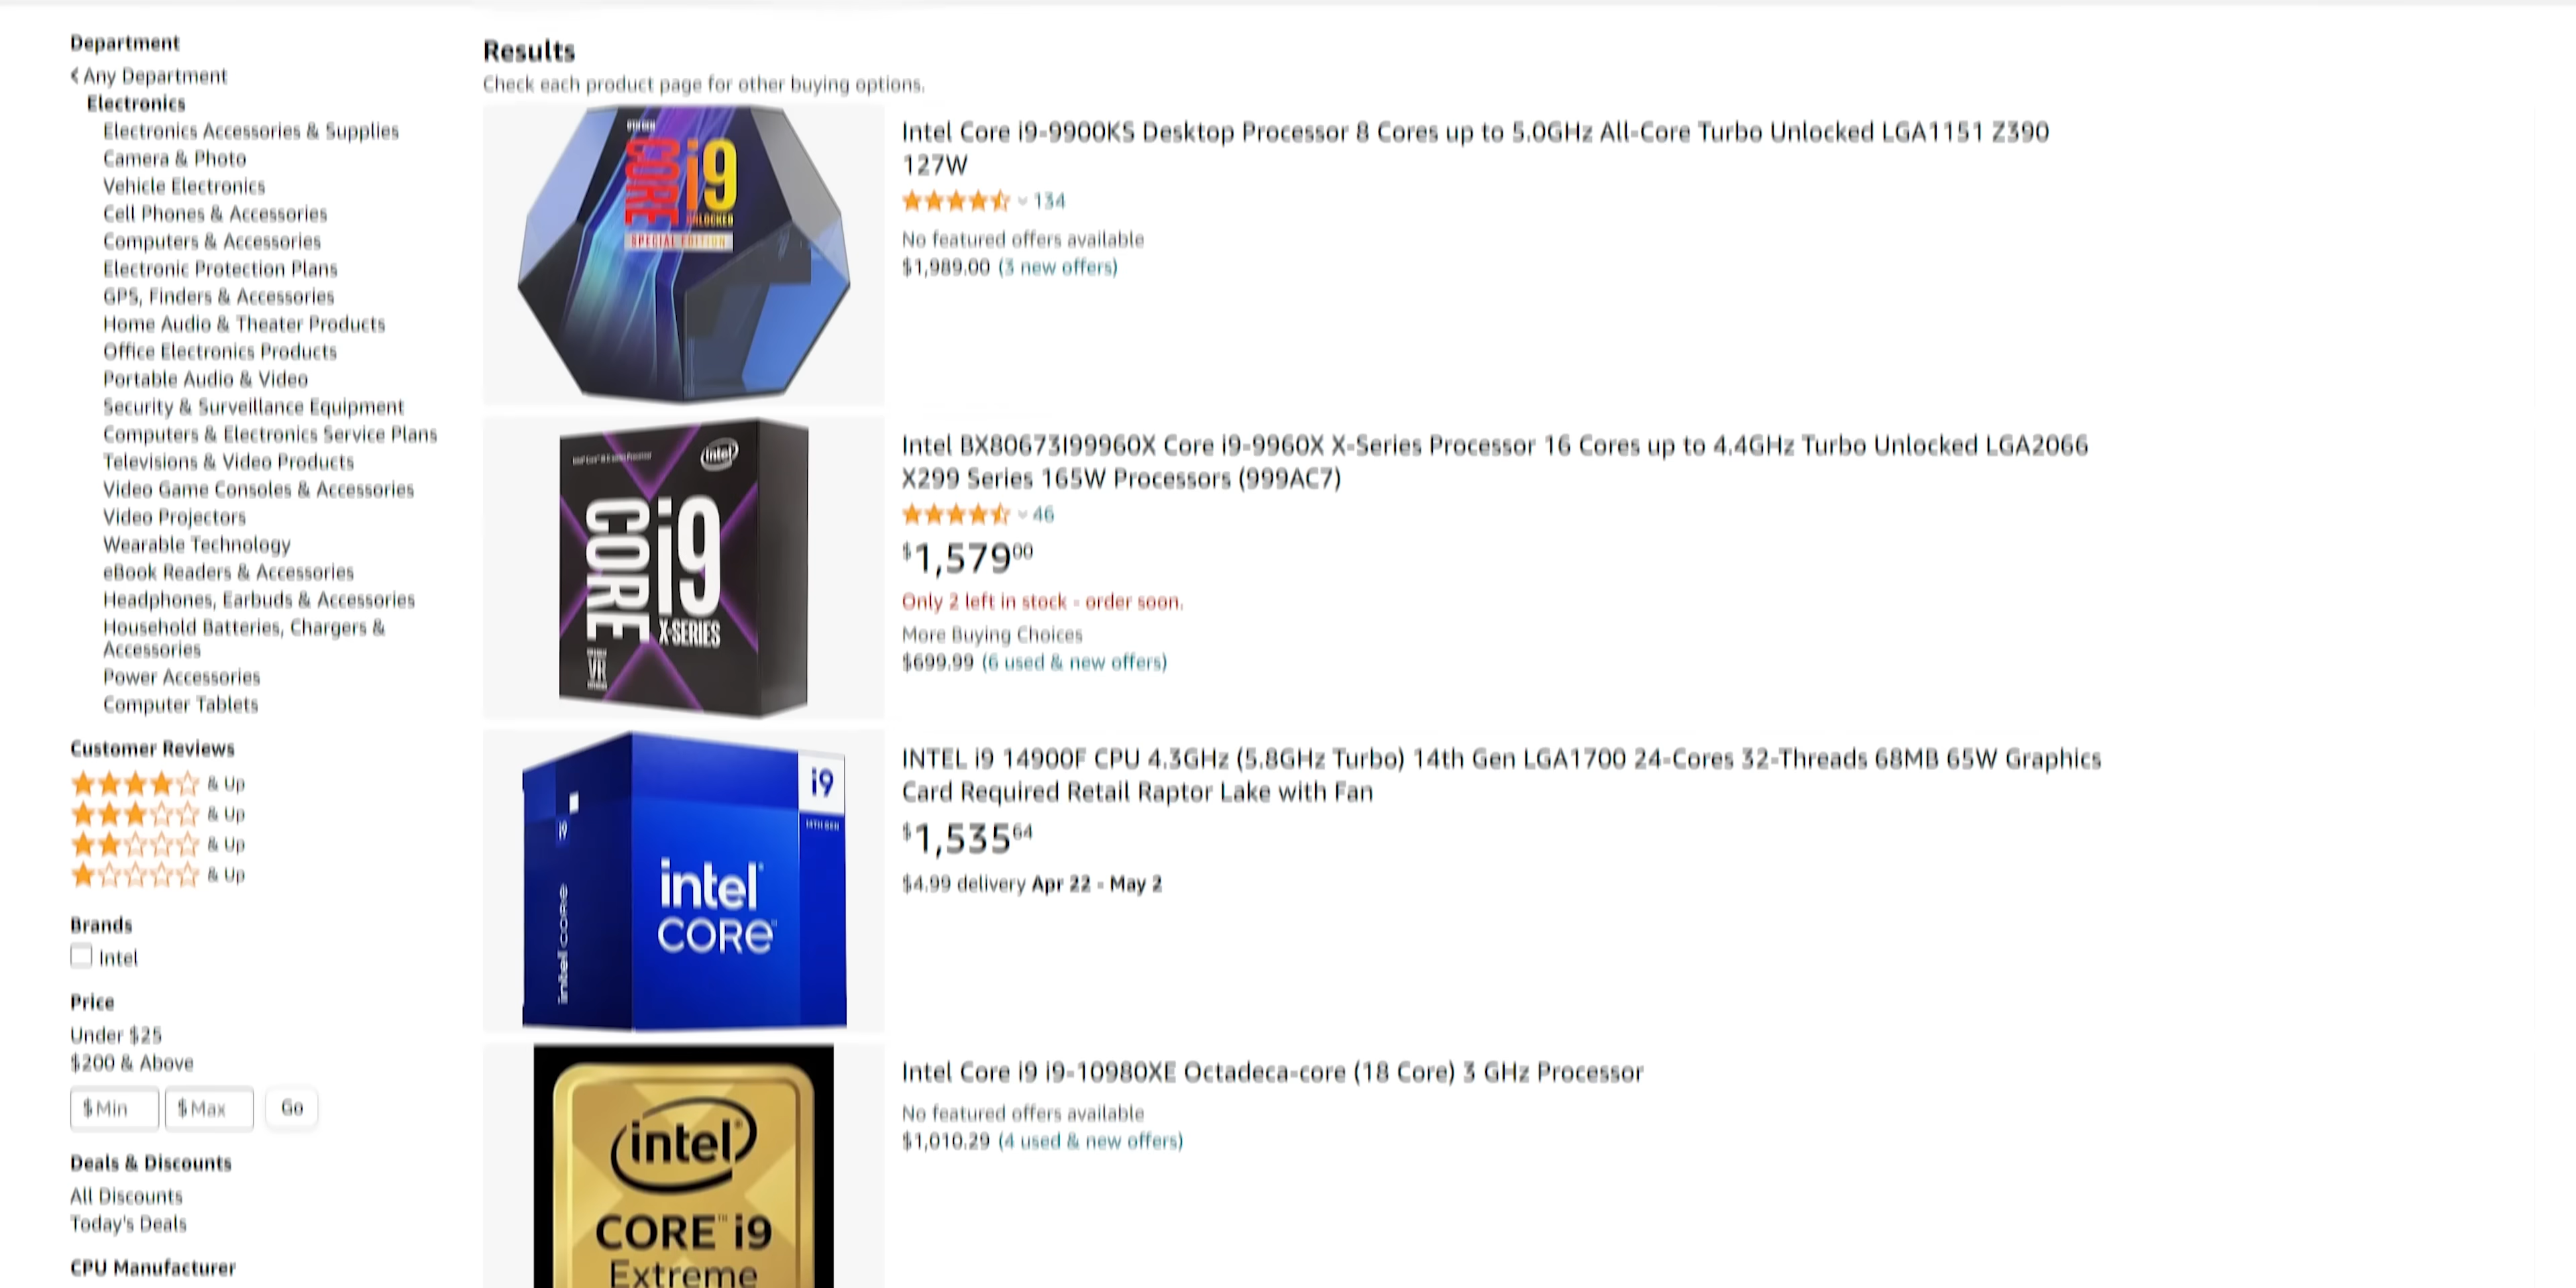 Department
< Any Department
Electronics
Electronics Accessories & Supplies
Camera & Photo
Vehicle Electronics
Cell Phones & Accessories
Computers & Accessories
Electronic Protection Plans
GPS, Finders & Accessories
Home Audio & Theater Products
Office Electronics Products
Portable Audio & Video
Security & Surveillance Equipment
Computers & Electronics Service Plans
Televisions & Video Products
Video Game Consoles & Accessories
Video Projectors
Wearable Technology
eBook Readers & Accessories
Headphones, Earbuds & Accessories
Household Batteries, Chargers &
Accessories
Power Accessories
Computer Tablets
Customer Reviews
& Up
& Up
& Up
& Up
Brands
Intel
Price
Under $25
$200 & Above
$Min $Max Go
Deals & Discounts
All Discounts
Today's Deals
CPU Manufacturer
Results
Check each product page for other buying options.
CORE i9
UNLOCKED
SPECIAL EDITION
Intel Core i9-9900KS Desktop Processor 8 Cores up to 5.0GHz All-Core Turbo Unlocked LGA1151 Z390
127W
134
No featured offers available
$1,989.00 (3 new offers)
intel
CORE i9
X-SERIES
VR
Intel BX80673I99960X Core i9-9960X X-Series Processor 16 Cores up to 4.4GHz Turbo Unlocked LGA2066
X299 Series 165W Processors (999AC7)
46
$1,57900
Only 2 left in stock - order soon.
More Buying Choices
$699.99 (6 used & new offers)
i9
i9
intel
CORE
intel CORE
INTEL i9 14900F CPU 4.3GHz (5.8GHz Turbo) 14th Gen LGA1700 24-Cores 32-Threads 68MB 65W Graphics
Card Required Retail Raptor Lake with Fan
$1,53564
$4.99 delivery Apr 22 - May 2
intel
CORE™ i9
Extreme
Intel Core i9 i9-10980XE Octadeca-core (18 Core) 3 GHz Processor
No featured offers available
$1,010.29 (4 used & new offers)